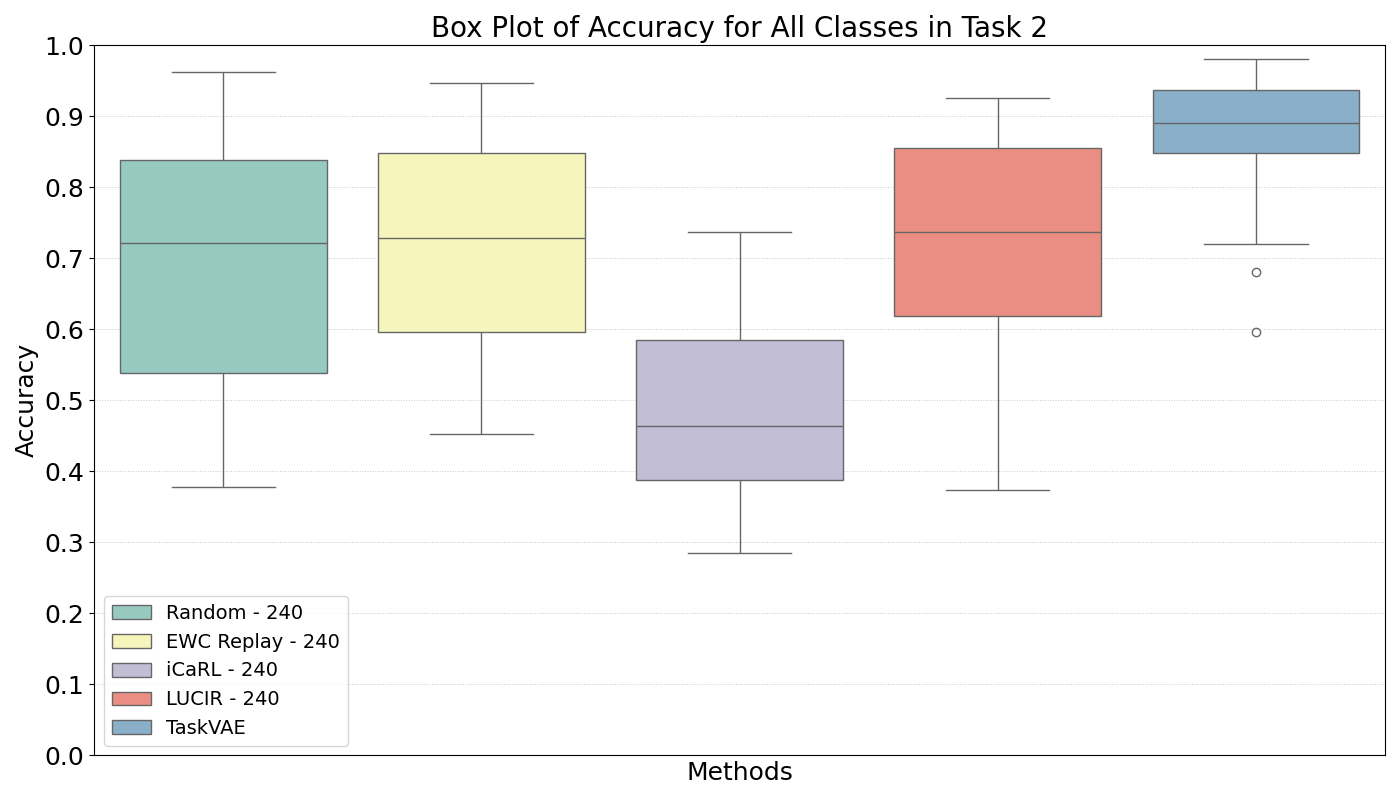 Box Plot of Accuracy for All Classes in Task 2
Accuracy
1.0
0.9
0.8
0.7
0.6
0.5
0.4
0.3
0.2
0.1
0.0
Random - 240
EWC Replay - 240
iCaRL - 240
LUCIR - 240
TaskVAE
Methods